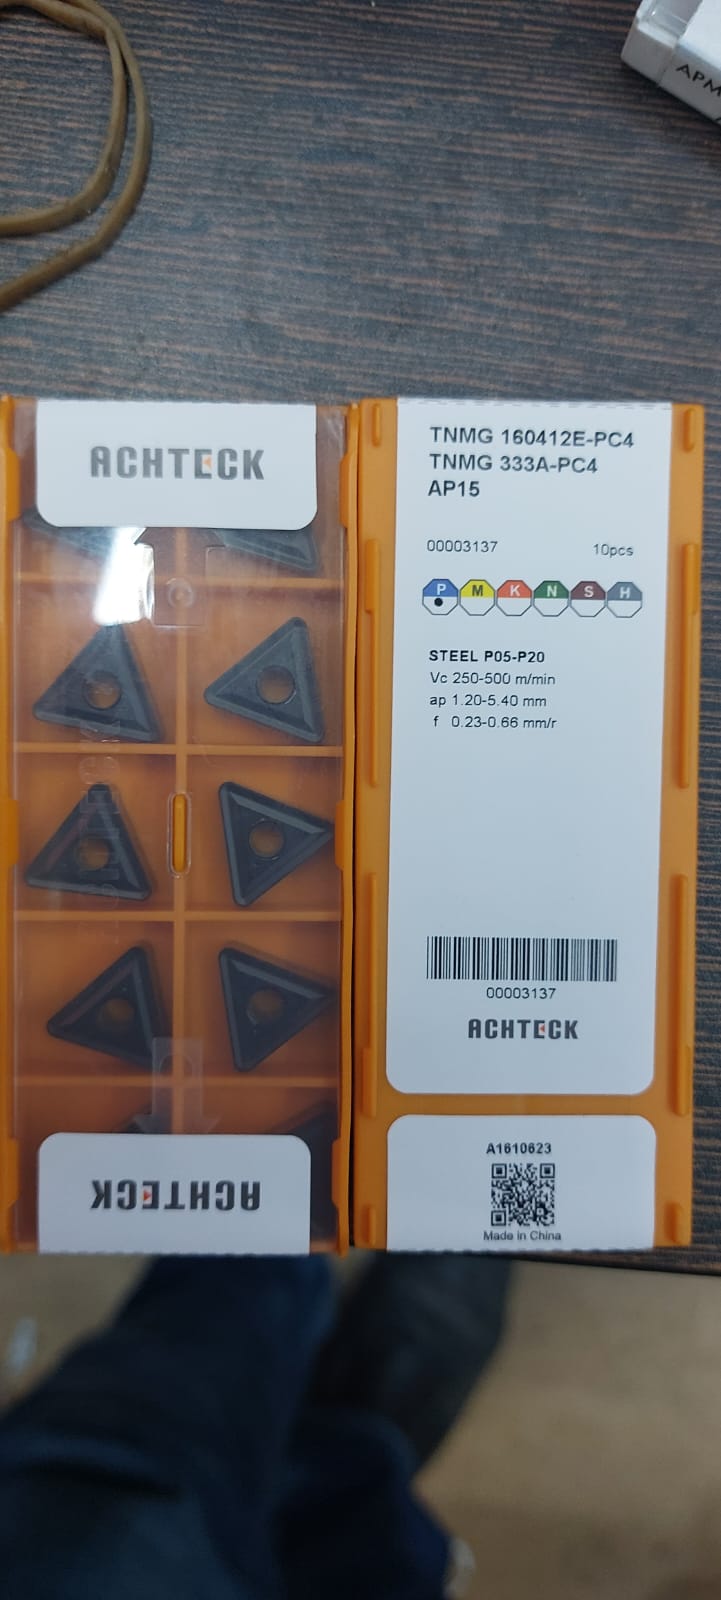 APM
ACHTECK
TNMG 160412E-PC4
TNMG 333A-PC4
AP15
00003137 10pcs
P M K N S H
STEEL P05-P20
Vc 250-500 m/min
ap 1.20-5.40 mm
f 0.23-0.66 mm/r
00003137
ACHTECK
A1610623
Made in China
ACHTECK